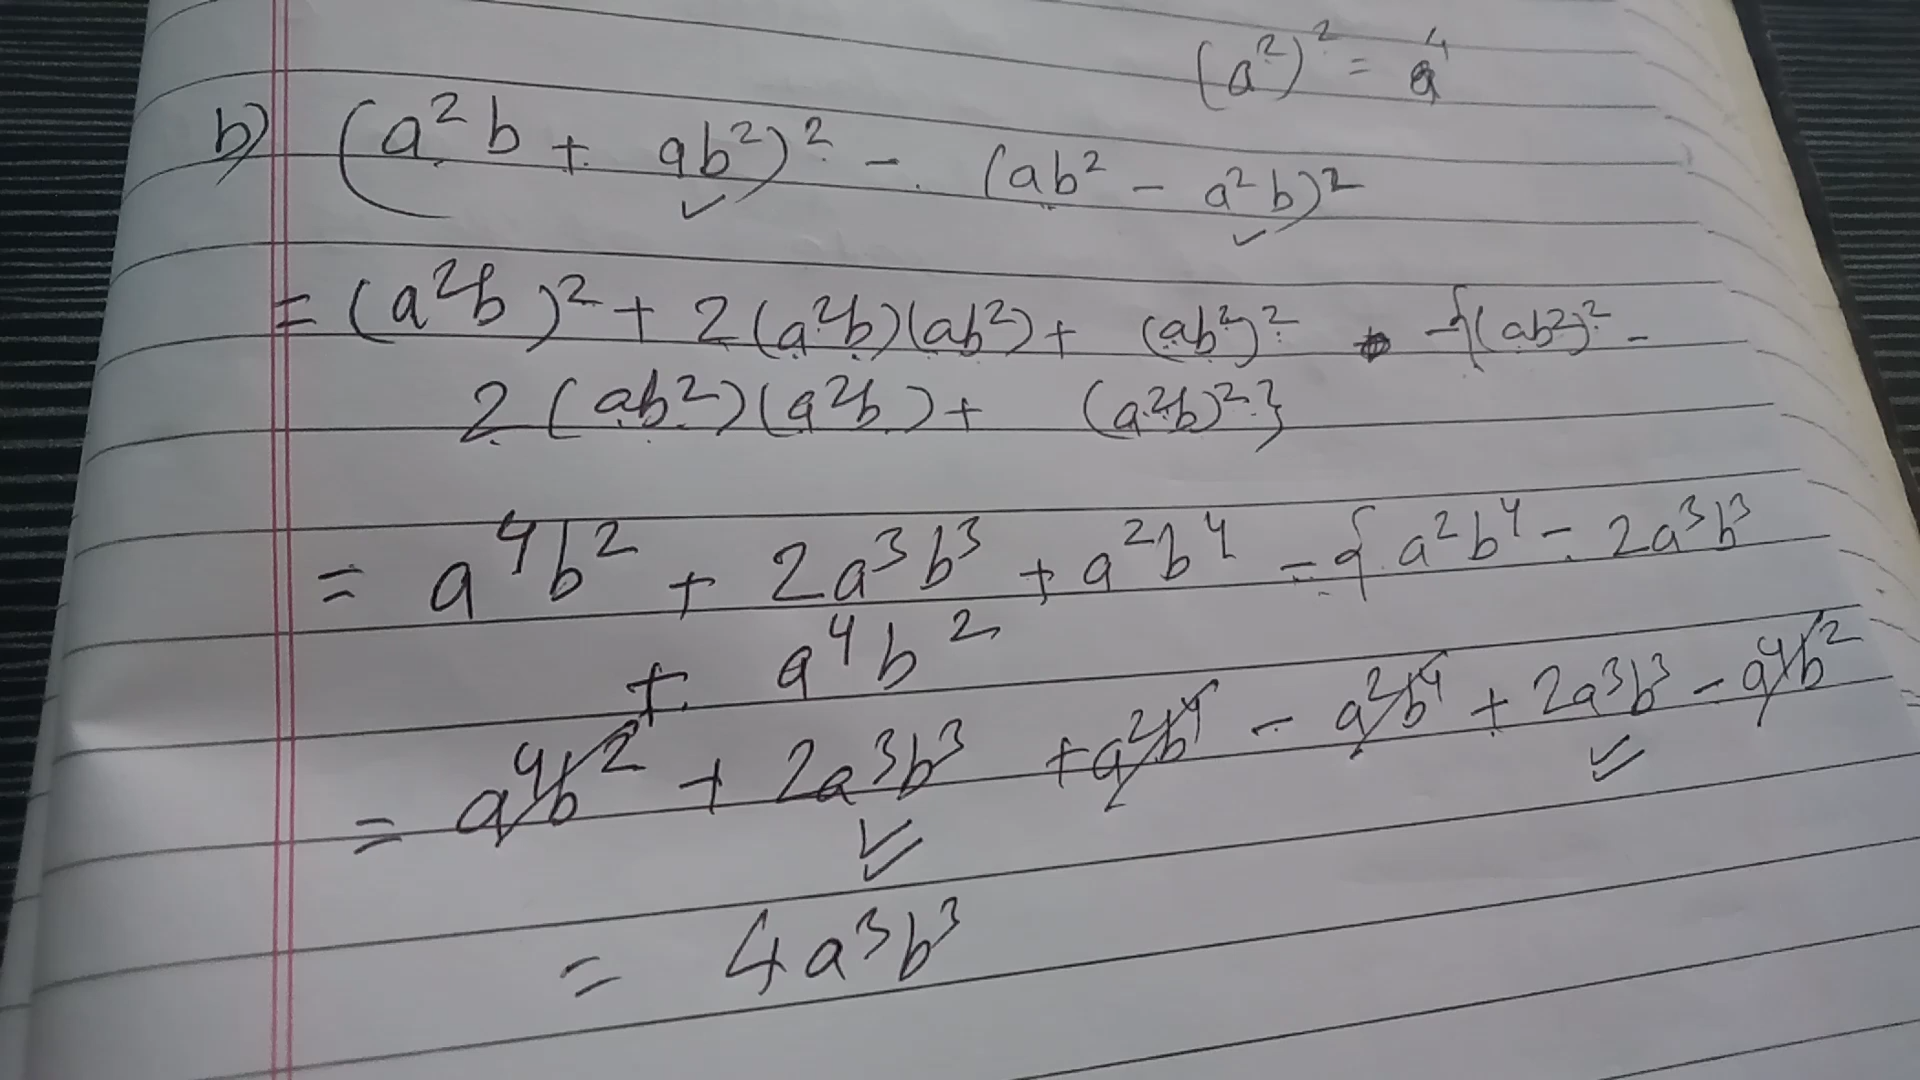 (a²)² = a⁴
b) (a²b + ab²)² - (ab² - a²b)²
= (a²b)² + 2(a²b)(ab²) + (ab²)² - {(ab²)² -
2(ab²)(a²b) + (a²b)²}
= a⁴b² + 2a³b³ + a²b⁴ - { a²b⁴ - 2a³b³
+ a⁴b²
= a⁴b² + 2a³b³ + a²b⁴ - a²b⁴ + 2a³b³ - a⁴b²
= 4a³b³